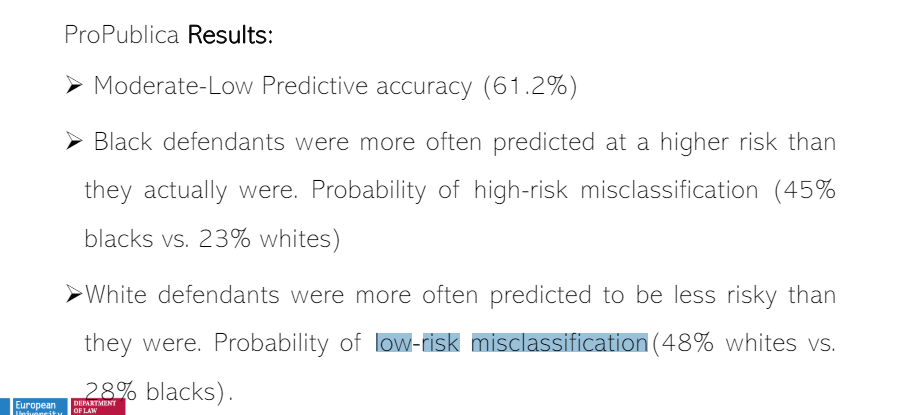 ProPublica Results:
➢ Moderate-Low Predictive accuracy (61.2%)
➢ Black defendants were more often predicted at a higher risk than
they actually were. Probability of high-risk misclassification (45%
blacks vs. 23% whites)
➢White defendants were more often predicted to be less risky than
they were. Probability of low-risk misclassification(48% whites vs.
28% blacks).
European
University
DEPARTMENT
OF LAW